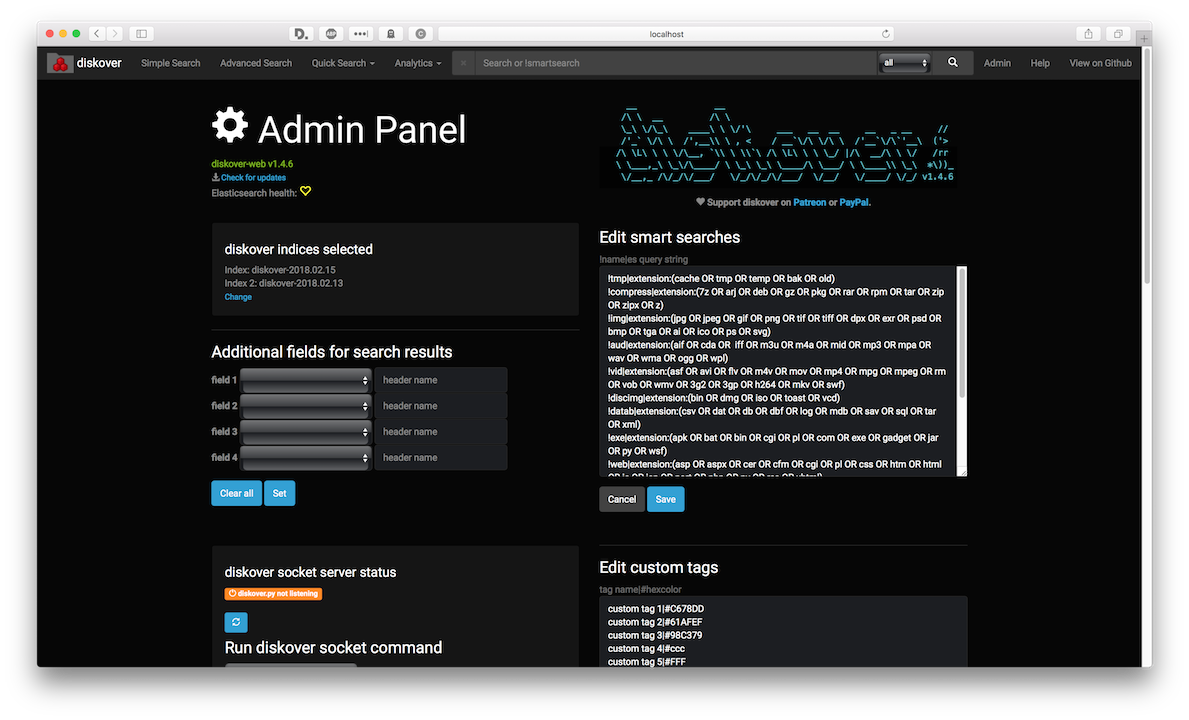 D.
ABP
C
localhost
diskover
Simple Search
Advanced Search
Quick Search
Analytics
Search or !smartsearch
all
Admin
Help
View on Github
Admin Panel
diskover-web v1.4.6
Check for updates
Elasticsearch health:
diskover
v1.4.6
Support diskover on Patreon or PayPal.
diskover indices selected
Index: diskover-2018.02.15
Index 2: diskover-2018.02.13
Change
Additional fields for search results
field 1
header name
field 2
header name
field 3
header name
field 4
header name
Clear all
Set
Edit smart searches
!name|es query string
!tmp|extension:(cache OR tmp OR temp OR bak OR old)
!compress|extension:(7z OR arj OR deb OR gz OR pkg OR rar OR rpm OR tar OR zip
OR zipx OR z)
!img|extension:(jpg OR jpeg OR gif OR png OR tif OR tiff OR dpx OR exr OR psd OR
bmp OR tga OR ai OR ico OR ps OR svg)
!aud|extension:(aif OR cda OR  iff OR m3u OR m4a OR mid OR mp3 OR mpa OR
wav OR wma OR ogg OR wpl)
!vid|extension:(asf OR avi OR flv OR m4v OR mov OR mp4 OR mpg OR mpeg OR rm
OR vob OR wmv OR 3g2 OR 3gp OR h264 OR mkv OR swf)
!discimg|extension:(bin OR dmg OR iso OR toast OR vcd)
!datab|extension:(csv OR dat OR db OR dbf OR log OR mdb OR sav OR sql OR tar
OR xml)
!exe|extension:(apk OR bat OR bin OR cgi OR pl OR com OR exe OR gadget OR jar
OR py OR wsf)
!web|extension:(asp OR aspx OR cer OR cfm OR cgi OR pl OR css OR htm OR html
Cancel
Save
diskover socket server status
diskover.py not listening
Run diskover socket command
Edit custom tags
tag name|#hexcolor
custom tag 1|#C678DD
custom tag 2|#61AFEF
custom tag 3|#98C379
custom tag 4|#ccc
custom tag 5|#FFF